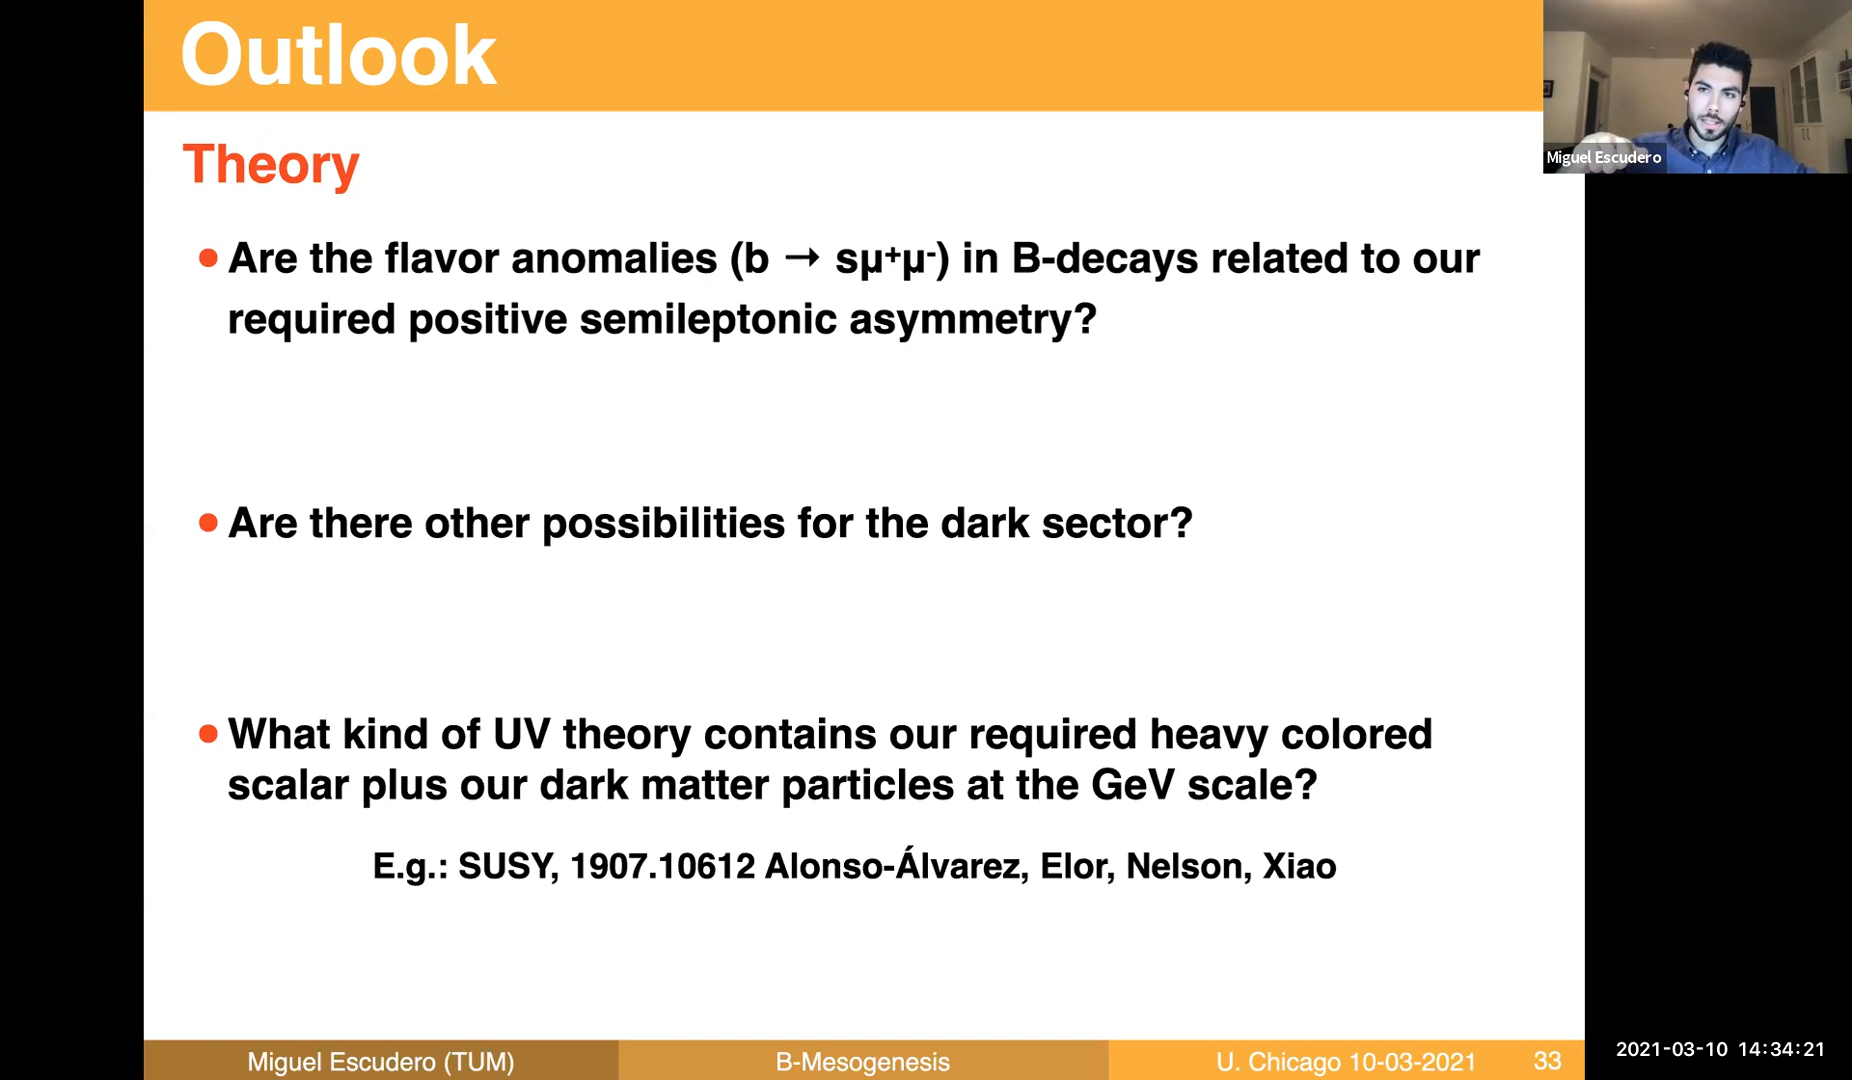 Outlook
Miguel Escudero
Theory
• Are the flavor anomalies (b → sμ⁺μ⁻) in B-decays related to our
required positive semileptonic asymmetry?
• Are there other possibilities for the dark sector?
• What kind of UV theory contains our required heavy colored
scalar plus our dark matter particles at the GeV scale?
E.g.: SUSY, 1907.10612 Alonso-Álvarez, Elor, Nelson, Xiao
Miguel Escudero (TUM)
B-Mesogenesis
U. Chicago 10-03-2021
33
2021-03-10 14:34:21